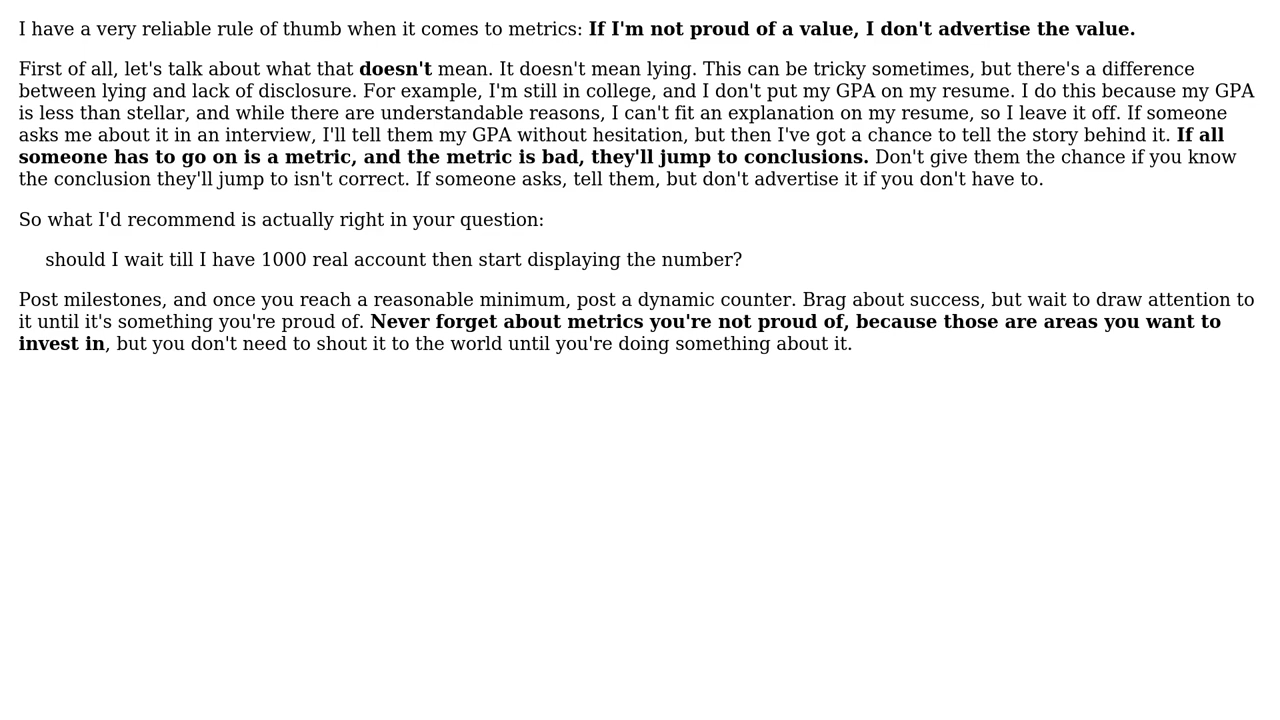 I have a very reliable rule of thumb when it comes to metrics: If I'm not proud of a value, I don't advertise the value.
First of all, let's talk about what that doesn't mean. It doesn't mean lying. This can be tricky sometimes, but there's a difference
between lying and lack of disclosure. For example, I'm still in college, and I don't put my GPA on my resume. I do this because my GPA
is less than stellar, and while there are understandable reasons, I can't fit an explanation on my resume, so I leave it off. If someone
asks me about it in an interview, I'll tell them my GPA without hesitation, but then I've got a chance to tell the story behind it. If all
someone has to go on is a metric, and the metric is bad, they'll jump to conclusions. Don't give them the chance if you know
the conclusion they'll jump to isn't correct. If someone asks, tell them, but don't advertise it if you don't have to.
So what I'd recommend is actually right in your question:
should I wait till I have 1000 real account then start displaying the number?
Post milestones, and once you reach a reasonable minimum, post a dynamic counter. Brag about success, but wait to draw attention to
it until it's something you're proud of. Never forget about metrics you're not proud of, because those are areas you want to
invest in, but you don't need to shout it to the world until you're doing something about it.